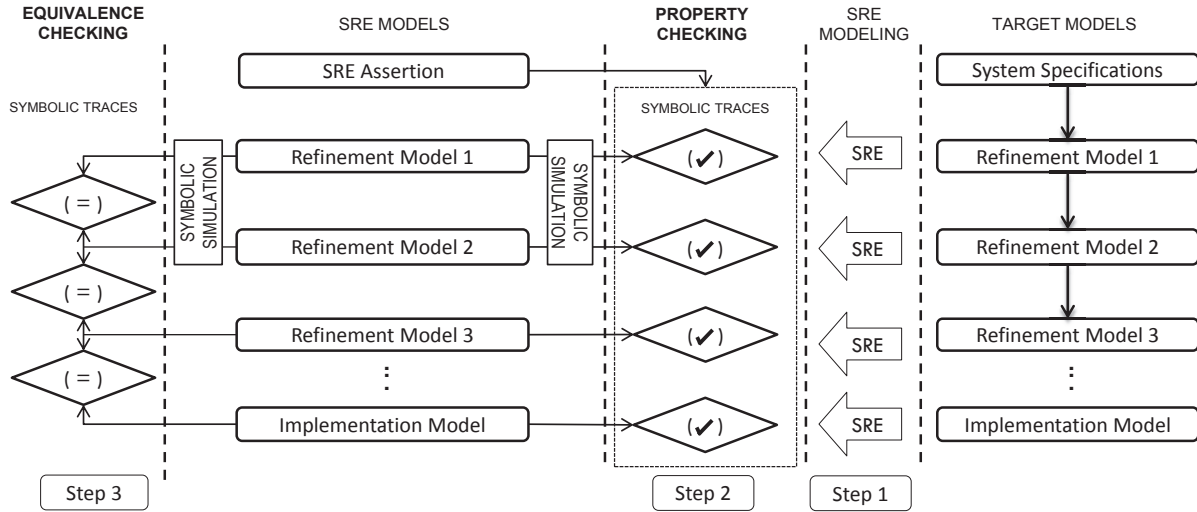 EQUIVALENCE
CHECKING
SRE MODELS
PROPERTY
CHECKING
SRE
MODELING
TARGET MODELS
SRE Assertion
System Specifications
SYMBOLIC TRACES
SYMBOLIC TRACES
SYMBOLIC
SIMULATION
Refinement Model 1
SYMBOLIC
SIMULATION
(✔)
SRE
Refinement Model 1
( = )
Refinement Model 2
(✔)
SRE
Refinement Model 2
( = )
Refinement Model 3
(✔)
SRE
Refinement Model 3
( = )
⋮
⋮
Implementation Model
(✔)
SRE
Implementation Model
Step 3
Step 2
Step 1